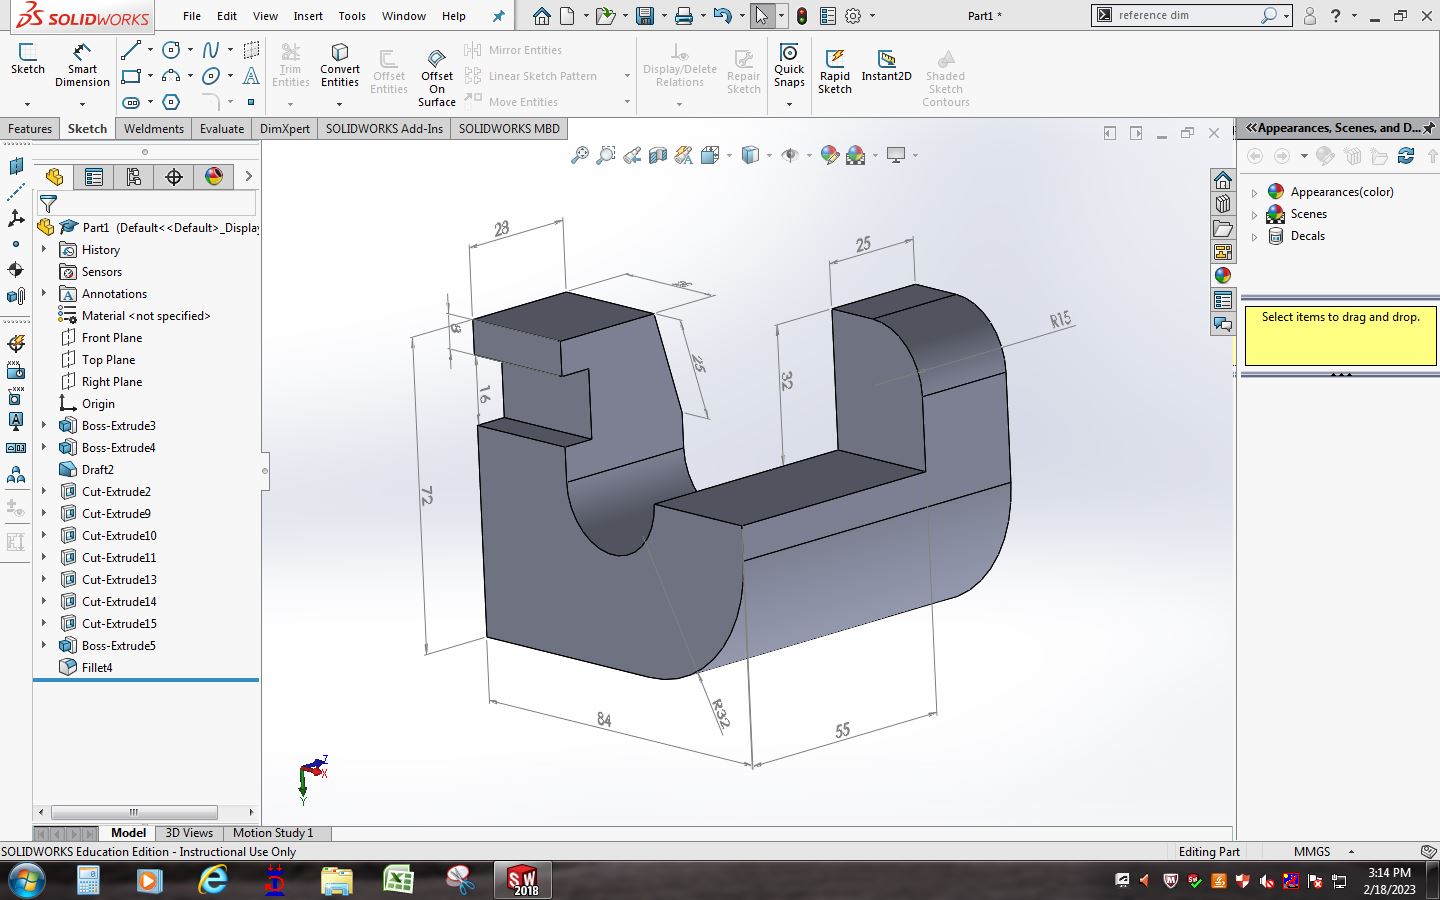 SOLIDWORKS
File Edit View Insert Tools Window Help
Part1 *
reference dim
Sketch
Smart Dimension
Trim Entities
Convert Entities
Offset Entities
Offset On Surface
Mirror Entities
Linear Sketch Pattern
Move Entities
Display/Delete Relations
Repair Sketch
Quick Snaps
Rapid Sketch
Instant2D
Shaded Sketch Contours
Features Sketch Weldments Evaluate DimXpert SOLIDWORKS Add-Ins SOLIDWORKS MBD
Part1 (Default<<Default>_Display
History
Sensors
Annotations
Material <not specified>
Front Plane
Top Plane
Right Plane
Origin
Boss-Extrude3
Boss-Extrude4
Draft2
Cut-Extrude2
Cut-Extrude9
Cut-Extrude10
Cut-Extrude11
Cut-Extrude13
Cut-Extrude14
Cut-Extrude15
Boss-Extrude5
Fillet4
28
25
8
16
25
32
R15
72
84
R32
55
Z
X
Y
Appearances, Scenes, and D...
Appearances(color)
Scenes
Decals
Select items to drag and drop.
Model 3D Views Motion Study 1
SOLIDWORKS Education Edition - Instructional Use Only
Editing Part
MMGS
SW 2018
3:14 PM
2/18/2023